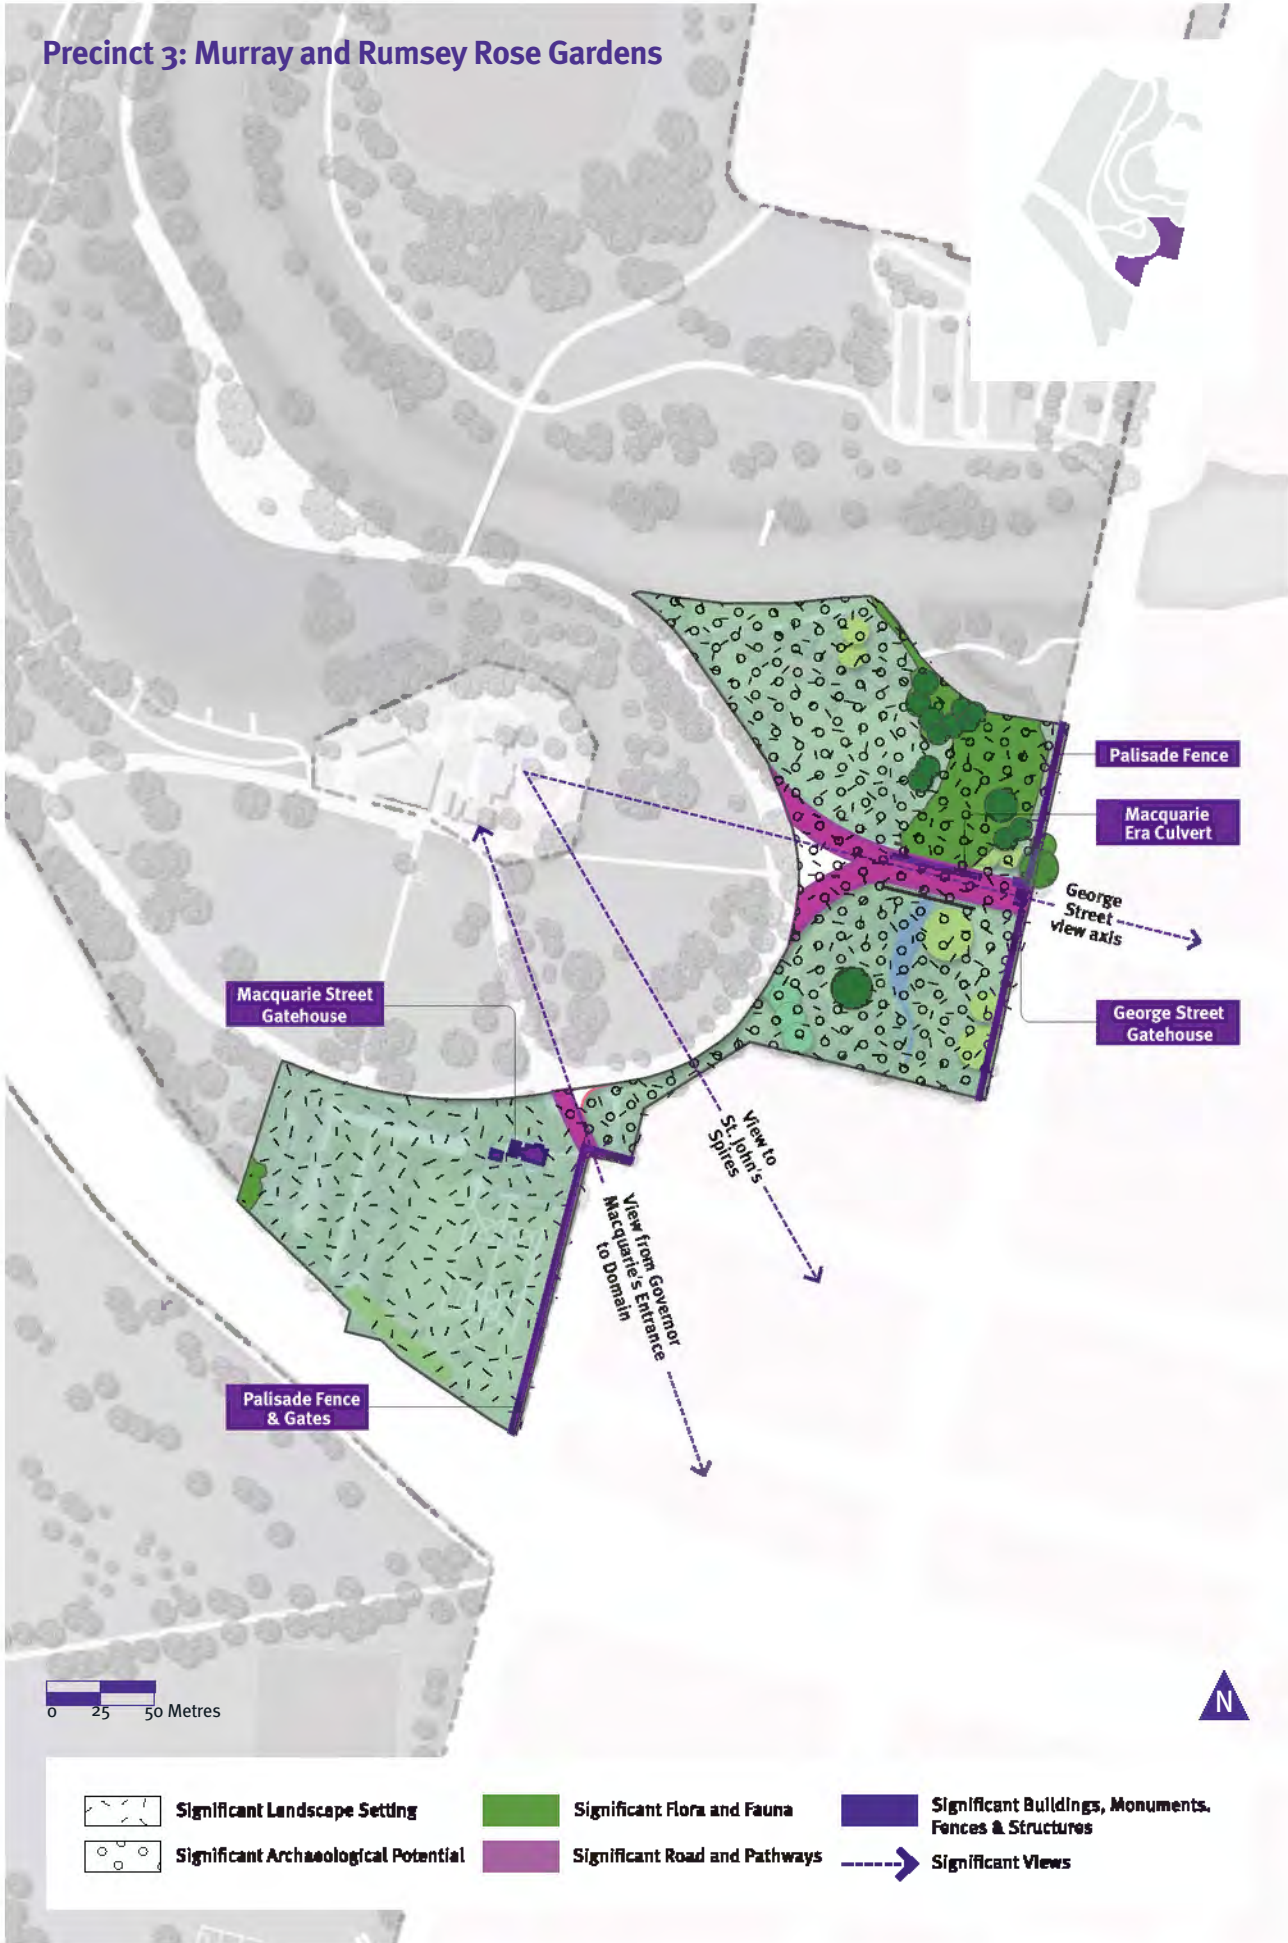 Precinct 3: Murray and Rumsey Rose Gardens
Palisade Fence
Macquarie
Era Culvert
George
Street
view axis
Macquarie Street
Gatehouse
George Street
Gatehouse
View to
St. John's
Spires
View from Governor
Macquarie's Entrance
to Domain
Palisade Fence
& Gates
0 25 50 Metres
N
Significant Landscape Setting
Significant Archaeological Potential
Significant Flora and Fauna
Significant Road and Pathways
Significant Buildings, Monuments,
Fences & Structures
Significant Views